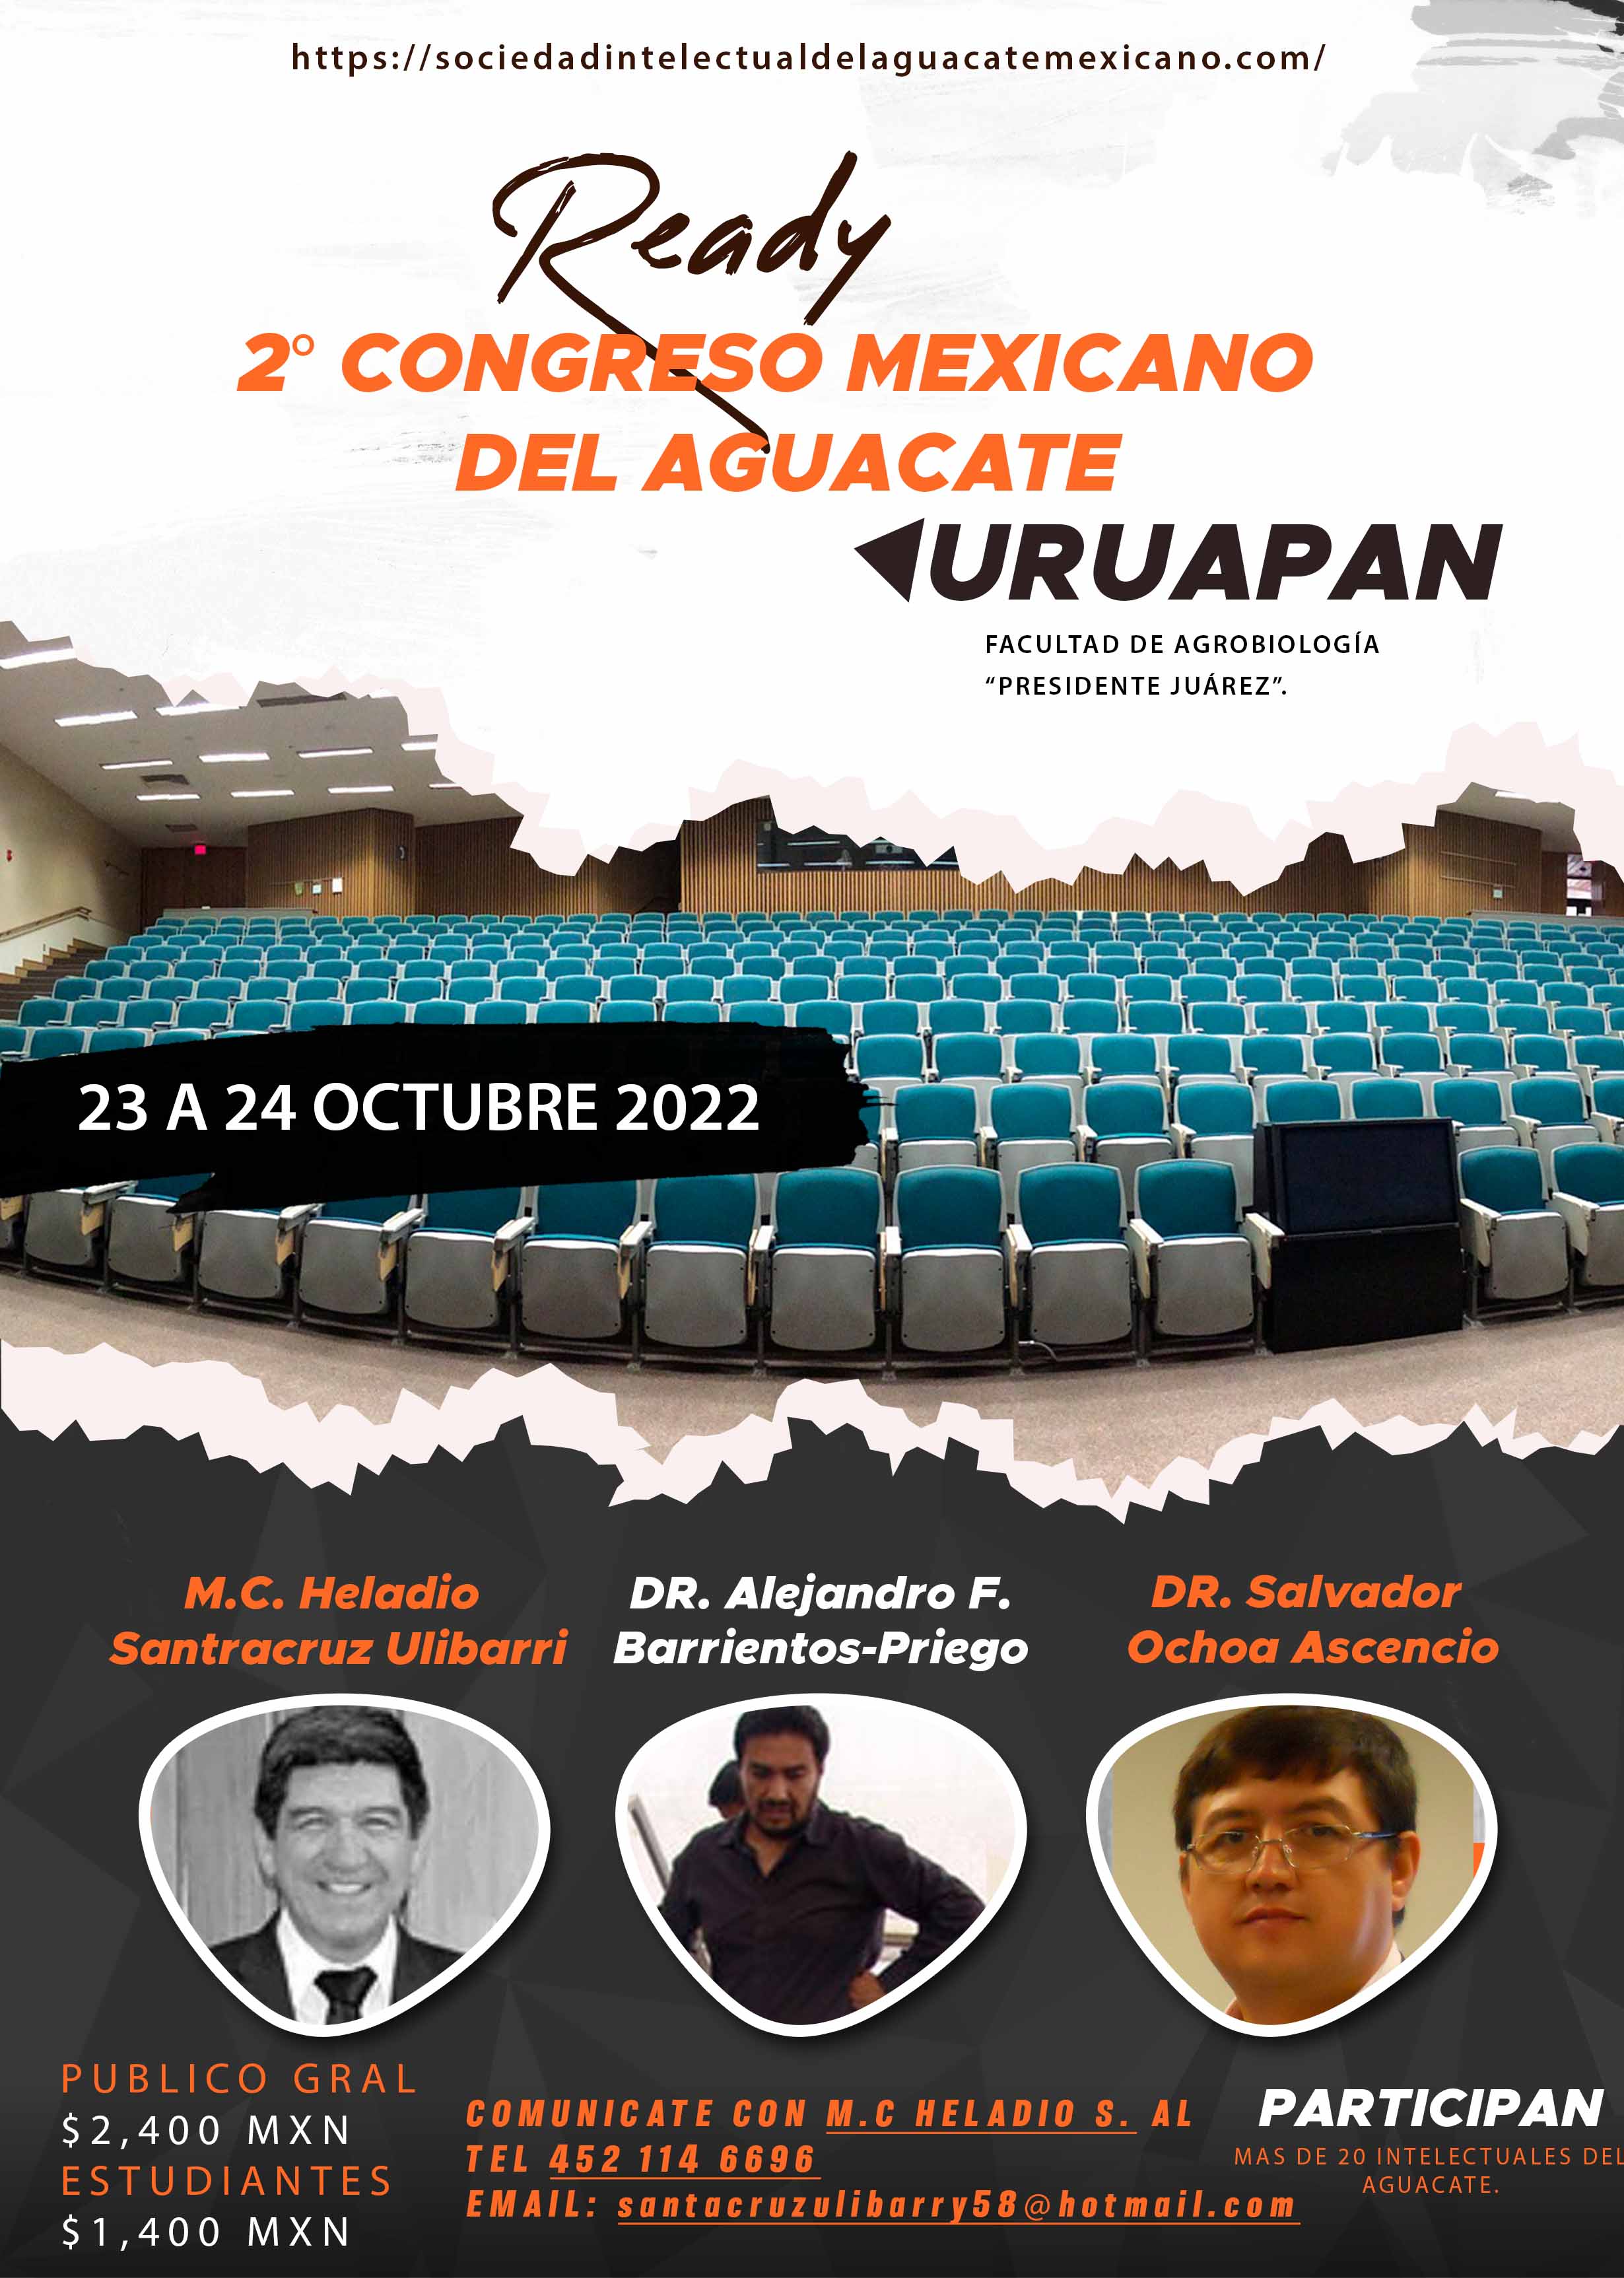 https://sociedadintelectualdelaguacatemexicano.com/
Ready
2° CONGRESO MEXICANO
DEL AGUACATE
URUAPAN
FACULTAD DE AGROBIOLOGÍA
“PRESIDENTE JUÁREZ”.
23 A 24 OCTUBRE 2022
M.C. Heladio
Santracruz Ulibarri
DR. Alejandro F.
Barrientos-Priego
DR. Salvador
Ochoa Ascencio
PUBLICO GRAL
$2,400 MXN
ESTUDIANTES
$1,400 MXN
COMUNICATE CON M.C HELADIO S. AL
TEL 452 114 6696
EMAIL: santacruzulibarry58@hotmail.com
PARTICIPAN
MAS DE 20 INTELECTUALES DEL
AGUACATE.